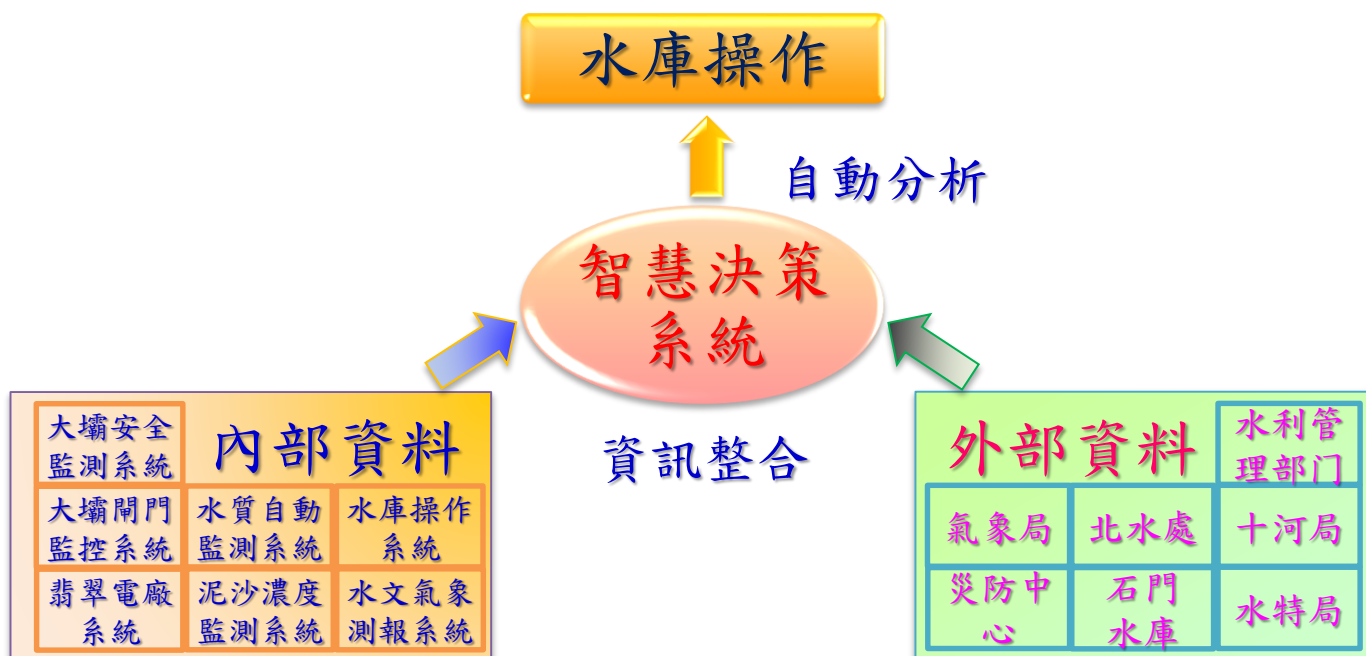 水庫操作
自動分析
智慧決策
系統
資訊整合
內部資料
大壩安全
監測系統
大壩閘門
監控系統
水質自動
監測系統
水庫操作
系統
翡翠電廠
系統
泥沙濃度
監測系統
水文氣象
測報系統
外部資料
水利管
理部门
氣象局
北水處
十河局
災防中
心
石門
水庫
水特局